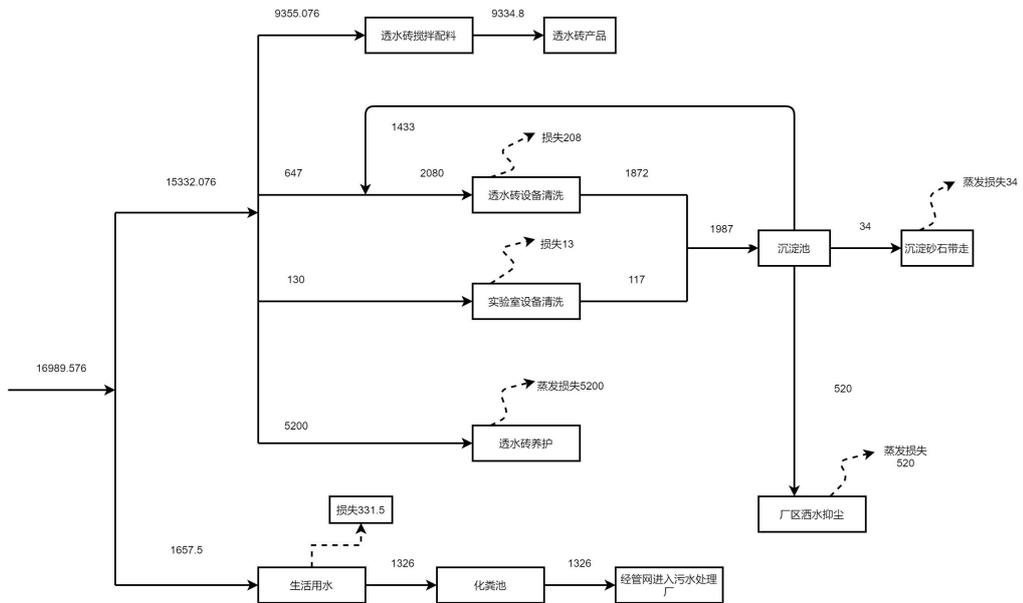 9355.076
9334.8
透水砖搅拌配料
透水砖产品
1433
损失208
15332.076
647
2080
1872
蒸发损失34
透水砖设备清洗
1987
34
损失13
沉淀池
沉淀砂石带走
130
117
实验室设备清洗
16989.576
蒸发损失5200
520
5200
透水砖养护
蒸发损失
520
损失331.5
厂区洒水抑尘
1657.5
1326
1326
生活用水
化粪池
经管网进入污水处理
厂